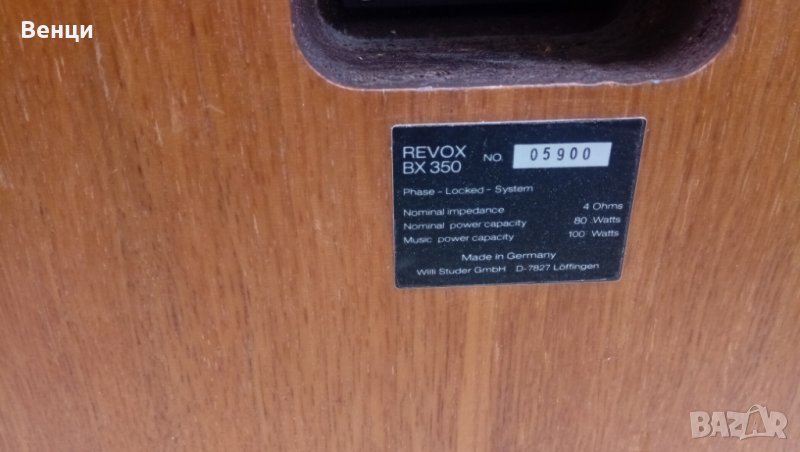 Венци
REVOX NO. 05900
BX 350
Phase - Locked - System
Nominal impedance 4 Ohms
Nominal power capacity 80 Watts
Music power capacity 100 Watts
Made in Germany
Willi Studer GmbH D-7827 Löffingen
BAZAR